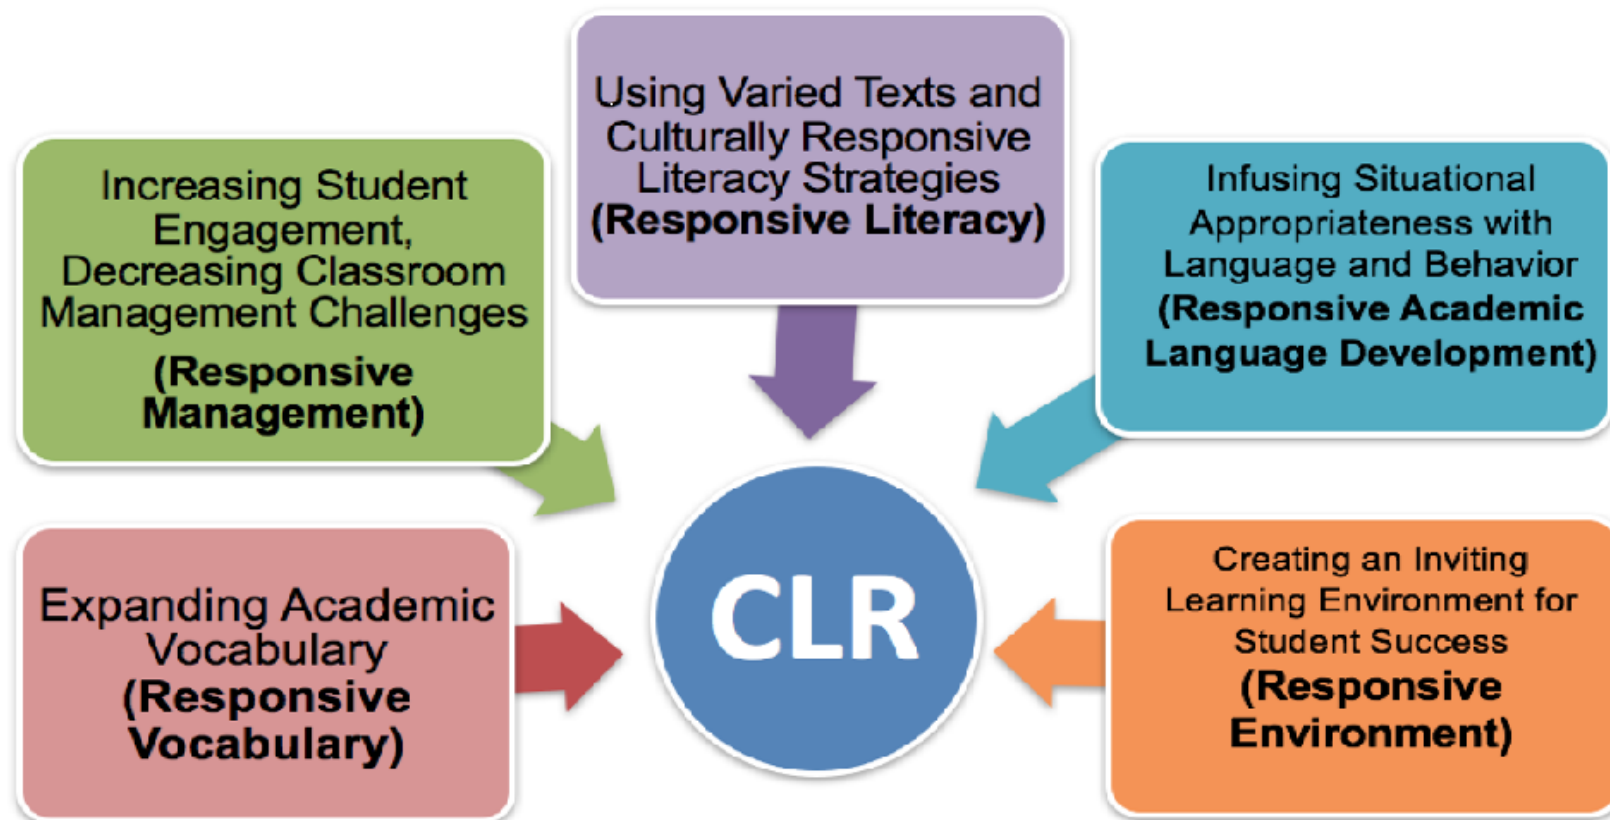 Using Varied Texts and
Culturally Responsive
Literacy Strategies
(Responsive Literacy)
Increasing Student
Engagement,
Decreasing Classroom
Management Challenges
(Responsive
Management)
Infusing Situational
Appropriateness with
Language and Behavior
(Responsive Academic
Language Development)
Expanding Academic
Vocabulary
(Responsive
Vocabulary)
CLR
Creating an Inviting
Learning Environment for
Student Success
(Responsive
Environment)